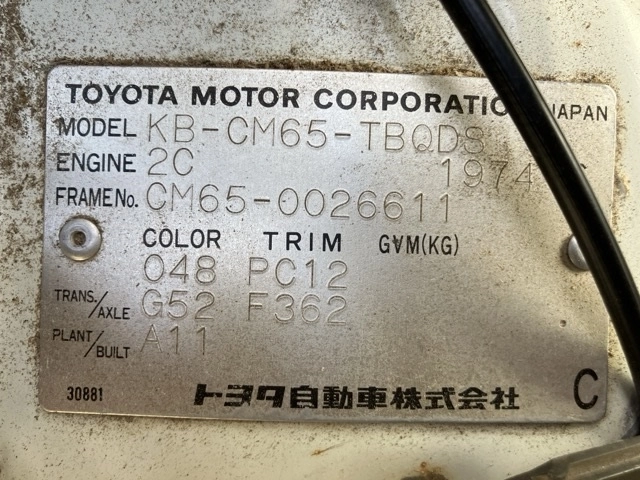 TOYOTA MOTOR CORPORATIO JAPAN
MODEL KB-CM65-TBQDS
ENGINE 2C 1974
FRAME No. CM65-0026611
COLOR TRIM GVM(KG)
048 PC12
TRANS./AXLE G52 F362
PLANT/BUILT A11
30881 トヨタ自動車株式会社 C